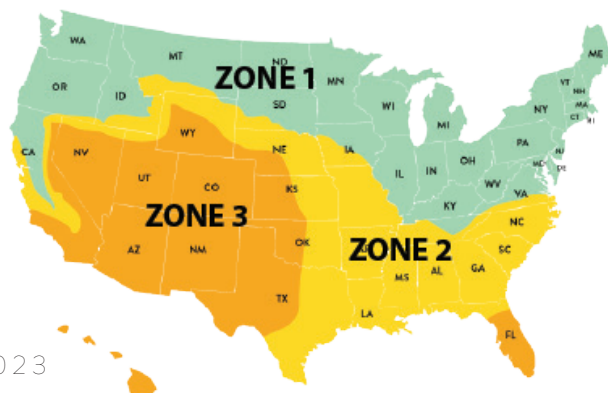 WA
MT
ND
ME
OR
ID
ZONE 1
MN
VT
NH
SD
WI
NY
MA
CT
RI
MI
WY
PA
NJ
CA
NV
NE
IA
OH
MD
DE
IL
IN
UT
CO
KS
WV
VA
KY
ZONE 3
NC
OK
ZONE 2
SC
AZ
NM
MS
AL
GA
TX
LA
FL
023